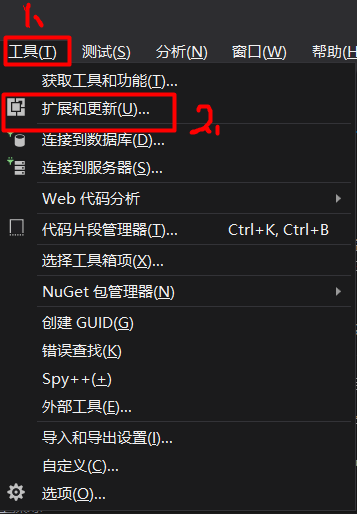 1.
工具(T) 测试(S) 分析(N) 窗口(W) 帮助(H
获取工具和功能(T)...
扩展和更新(U)...
2.
连接到数据库(D)...
连接到服务器(S)...
Web 代码分析
代码片段管理器(T)... Ctrl+K, Ctrl+B
选择工具箱项(X)...
NuGet 包管理器(N)
创建 GUID(G)
错误查找(K)
Spy++(+)
外部工具(E)...
导入和导出设置(I)...
自定义(C)...
选项(O)...